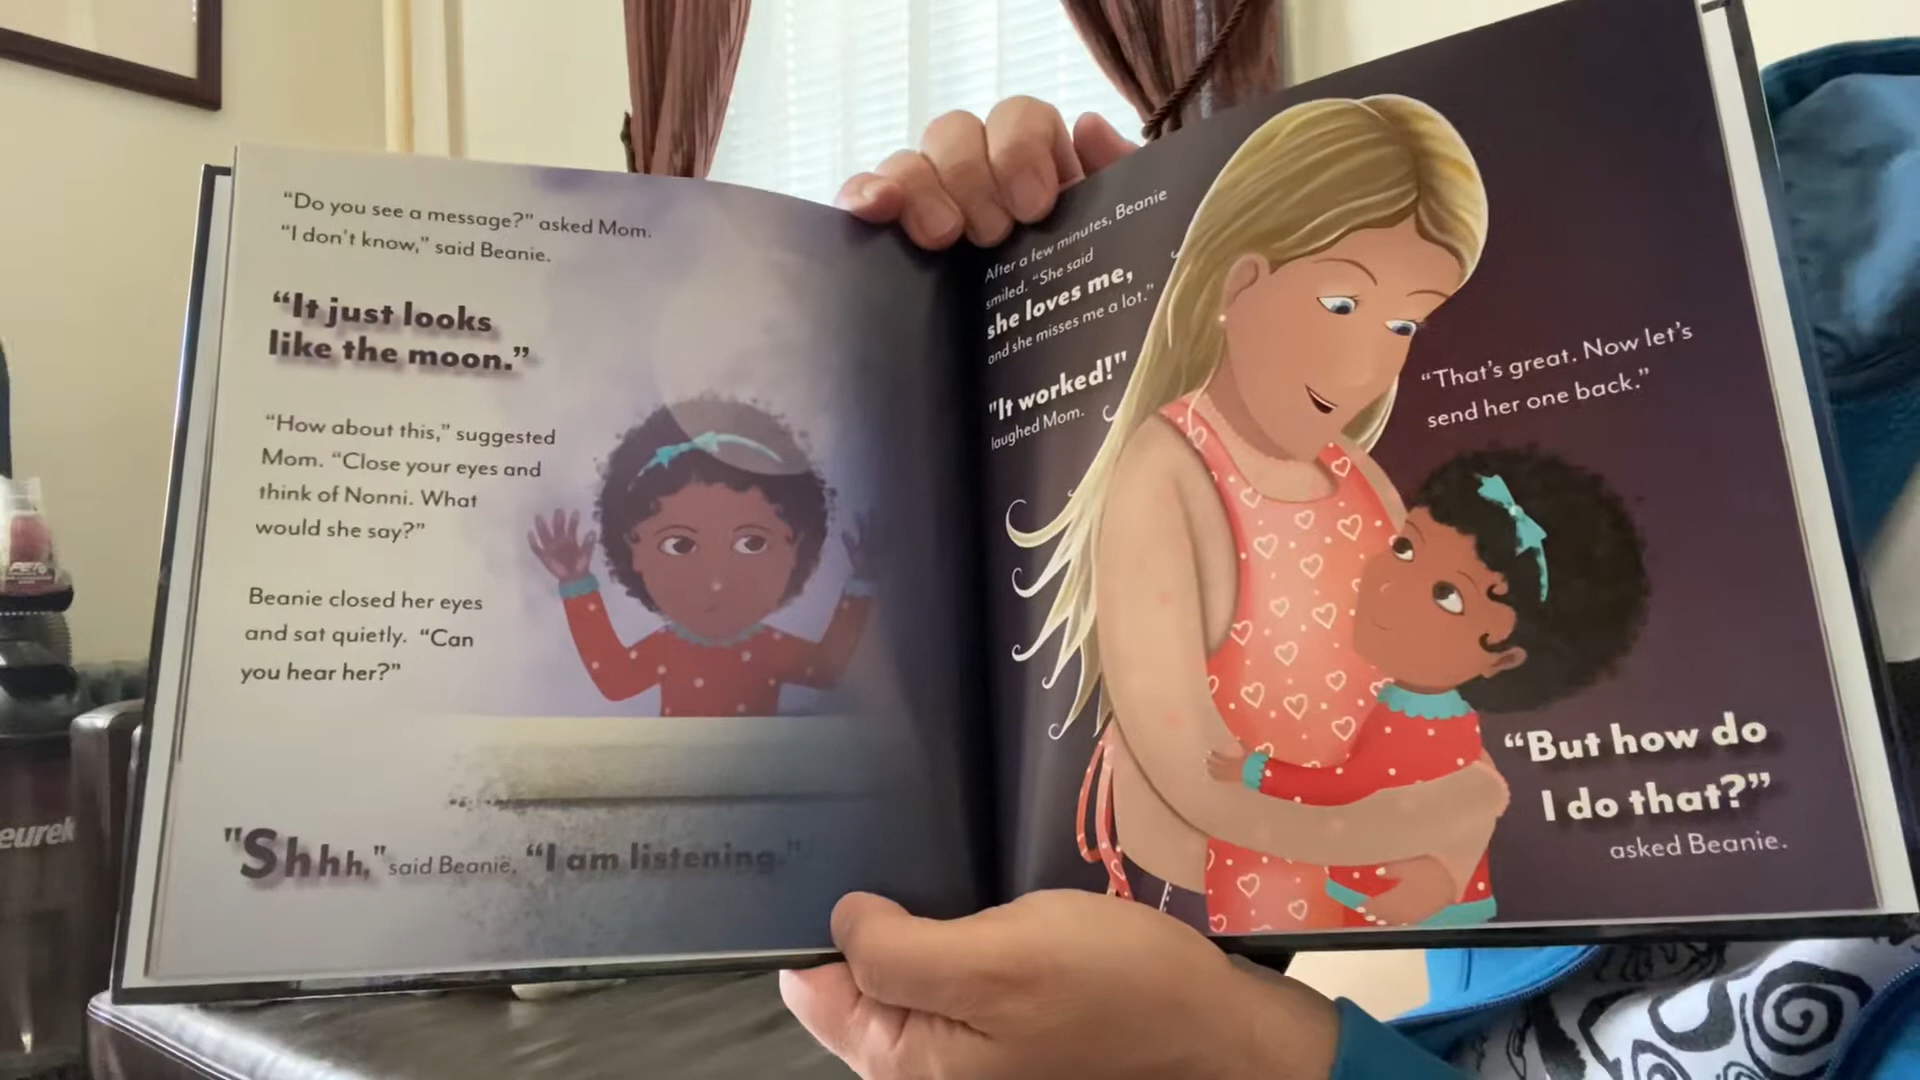 “Do you see a message?” asked Mom.
“I don’t know,” said Beanie.
“It just looks
like the moon.”
“How about this,” suggested
Mom. “Close your eyes and
think of Nonni. What
would she say?”
Beanie closed her eyes
and sat quietly. “Can
you hear her?”
"Shhh," said Beanie, “I am listening.”
After a few minutes, Beanie
smiled. “She said
she loves me,
and she misses me a lot.”
"It worked!"
laughed Mom.
“That’s great. Now let’s
send her one back.”
“But how do
I do that?”
asked Beanie.
eurek